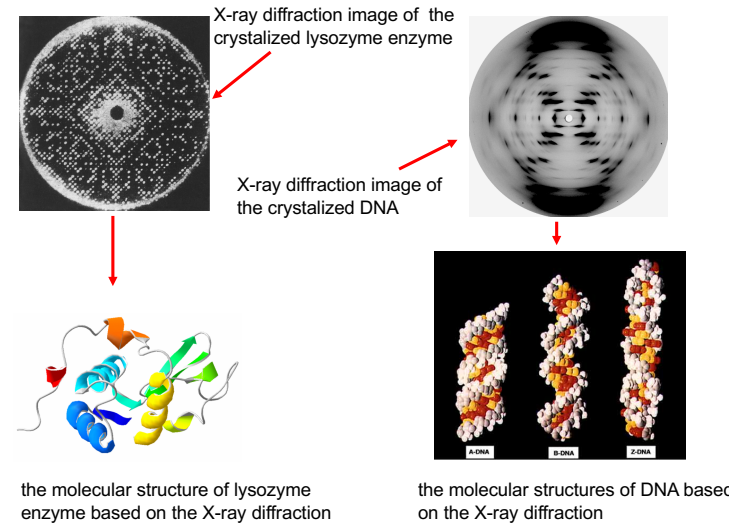 X-ray diffraction image of the
crystalized lysozyme enzyme
X-ray diffraction image of
the crystalized DNA
A-DNA
B-DNA
Z-DNA
the molecular structure of lysozyme
enzyme based on the X-ray diffraction
the molecular structures of DNA based
on the X-ray diffraction